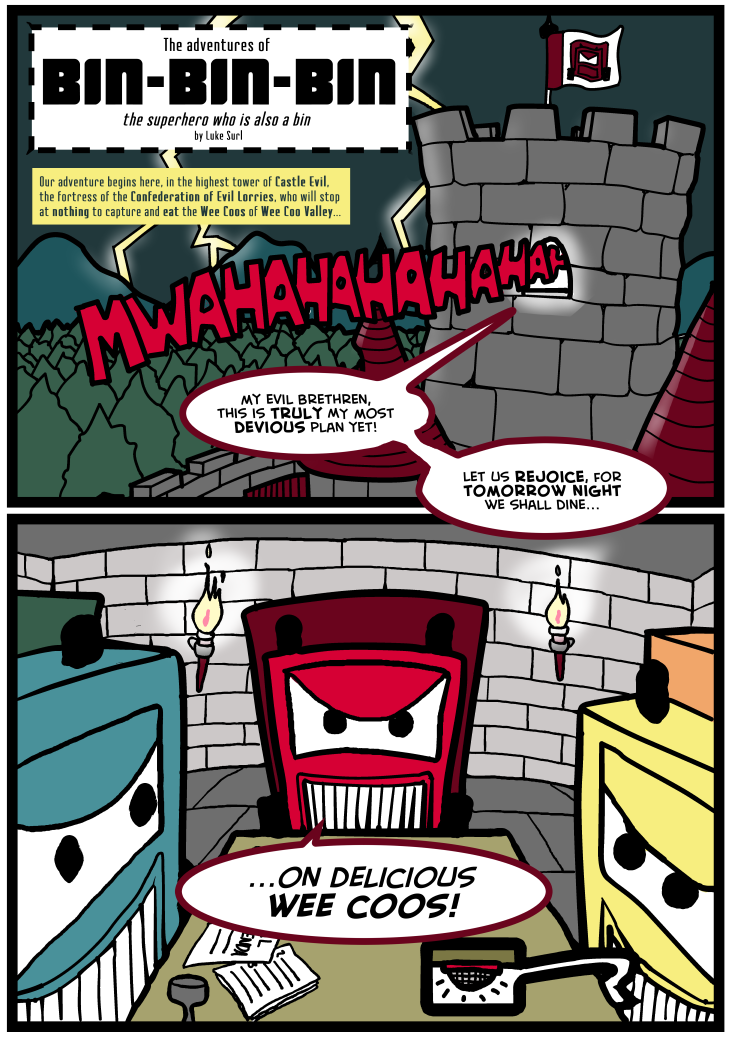 The adventures of
BIN-BIN-BIN
the superhero who is also a bin
by Luke Surl
Our adventure begins here, in the highest tower of Castle Evil,
the fortress of the Confederation of Evil Lorries, who will stop
at nothing to capture and eat the Wee Coos of Wee Coo Valley...
MWAHAHAHAHAHAHAH
MY EVIL BRETHREN,
THIS IS TRULY MY MOST
DEVIOUS PLAN YET!
LET US REJOICE, FOR
TOMORROW NIGHT
WE SHALL DINE...
...ON DELICIOUS
WEE COOS!